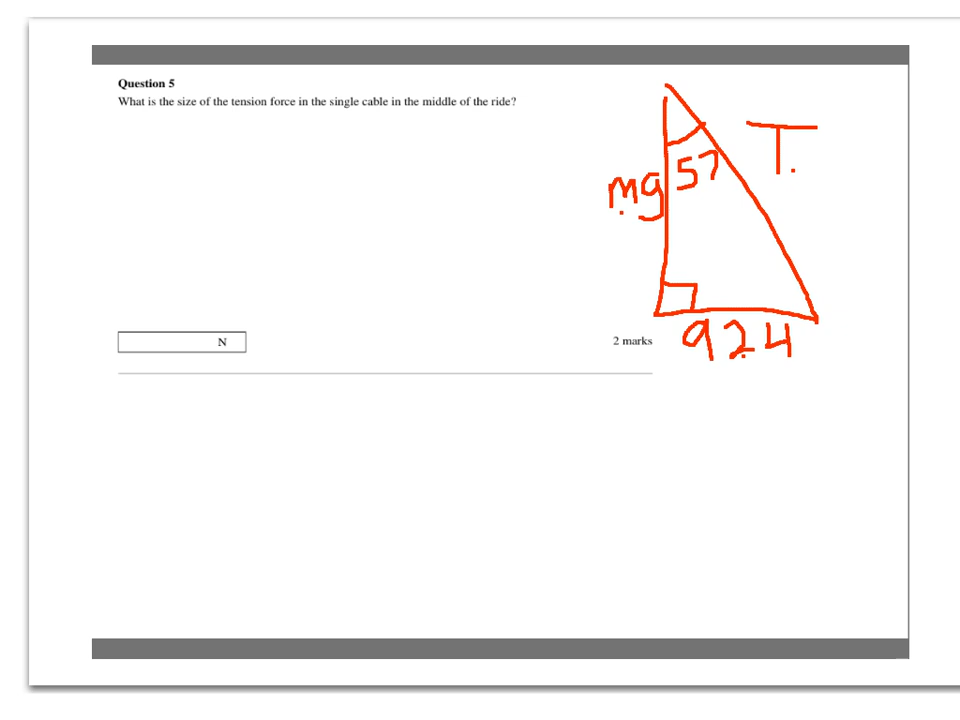 Question 5
What is the size of the tension force in the single cable in the middle of the ride?
T.
57
mg
N
2 marks
924